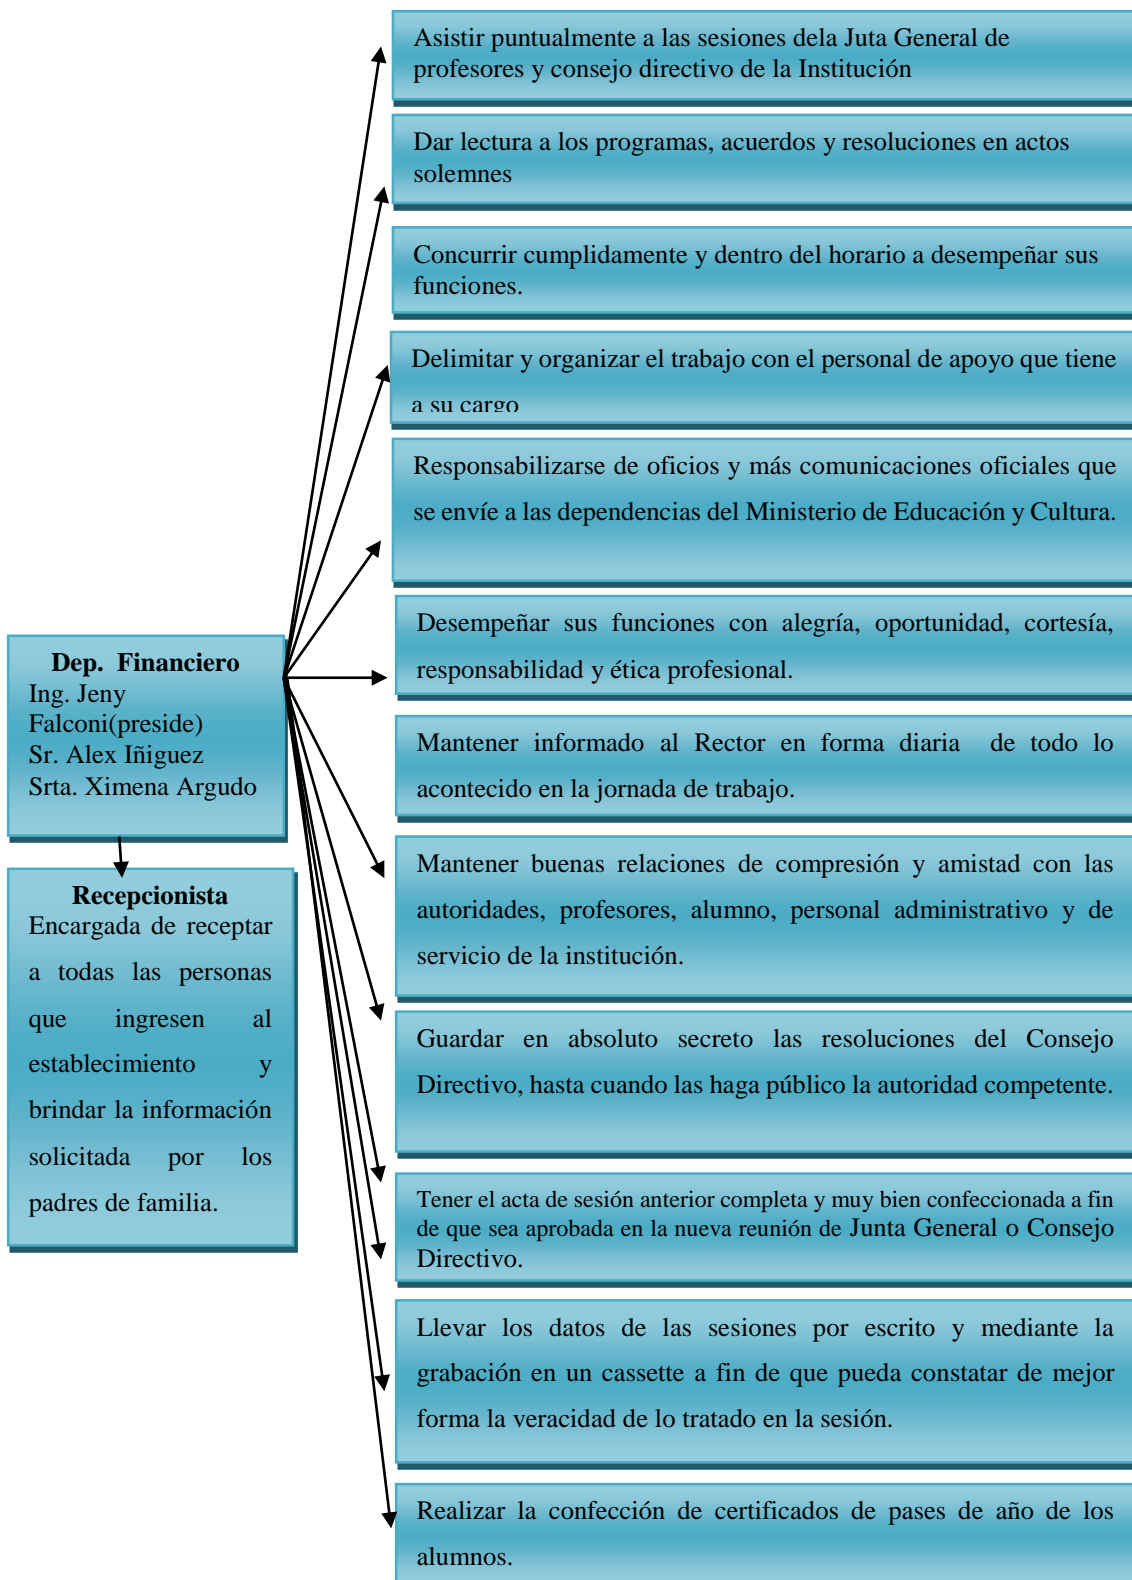 Asistir puntualmente a las sesiones dela Juta General de
profesores y consejo directivo de la Institución
Dar lectura a los programas, acuerdos y resoluciones en actos
solemnes
Concurrir cumplidamente y dentro del horario a desempeñar sus
funciones.
Delimitar y organizar el trabajo con el personal de apoyo que tiene
a su cargo
Responsabilizarse de oficios y más comunicaciones oficiales que
se envíe a las dependencias del Ministerio de Educación y Cultura.
Desempeñar sus funciones con alegría, oportunidad, cortesía,
responsabilidad y ética profesional.
Mantener informado al Rector en forma diaria de todo lo
acontecido en la jornada de trabajo.
Mantener buenas relaciones de compresión y amistad con las
autoridades, profesores, alumno, personal administrativo y de
servicio de la institución.
Guardar en absoluto secreto las resoluciones del Consejo
Directivo, hasta cuando las haga público la autoridad competente.
Tener el acta de sesión anterior completa y muy bien confeccionada a fin
de que sea aprobada en la nueva reunión de Junta General o Consejo
Directivo.
Llevar los datos de las sesiones por escrito y mediante la
grabación en un cassette a fin de que pueda constatar de mejor
forma la veracidad de lo tratado en la sesión.
Realizar la confección de certificados de pases de año de los
alumnos.
Dep. Financiero
Ing. Jeny
Falconi(preside)
Sr. Alex Iñiguez
Srta. Ximena Argudo
Recepcionista
Encargada de receptar
a todas las personas
que ingresen al
establecimiento y
brindar la información
solicitada por los
padres de familia.